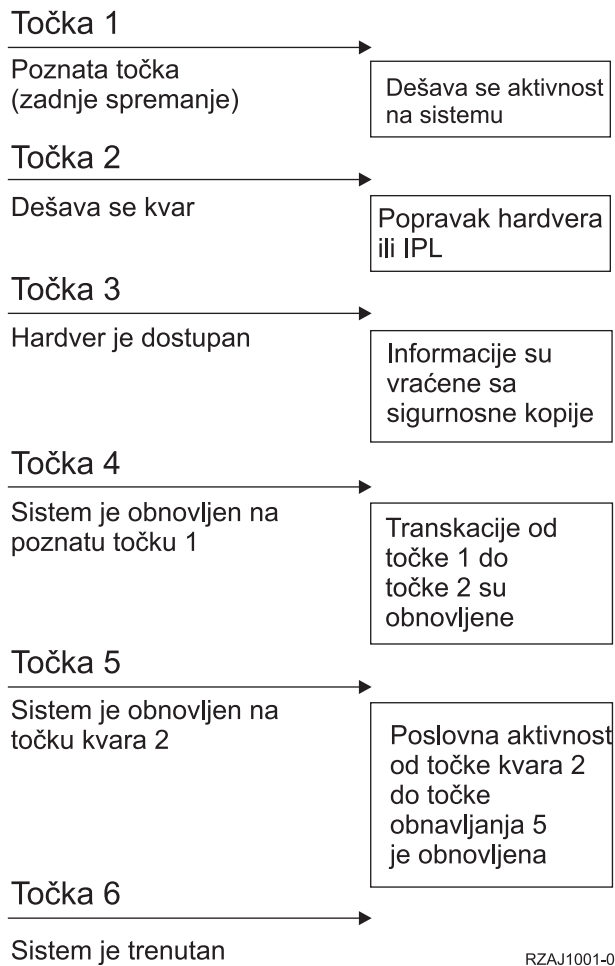 Točka 1
Poznata točka
(zadnje spremanje)
Dešava se aktivnost
na sistemu
Točka 2
Dešava se kvar
Popravak hardvera
ili IPL
Točka 3
Hardver je dostupan
Informacije su
vraćene sa
sigurnosne kopije
Točka 4
Sistem je obnovljen na
poznatu točku 1
Transkacije od
točke 1 do
točke 2 su
obnovljene
Točka 5
Sistem je obnovljen na
točku kvara 2
Poslovna aktivnost
od točke kvara 2
do točke
obnavljanja 5
je obnovljena
Točka 6
Sistem je trenutan
RZAJ1001-0